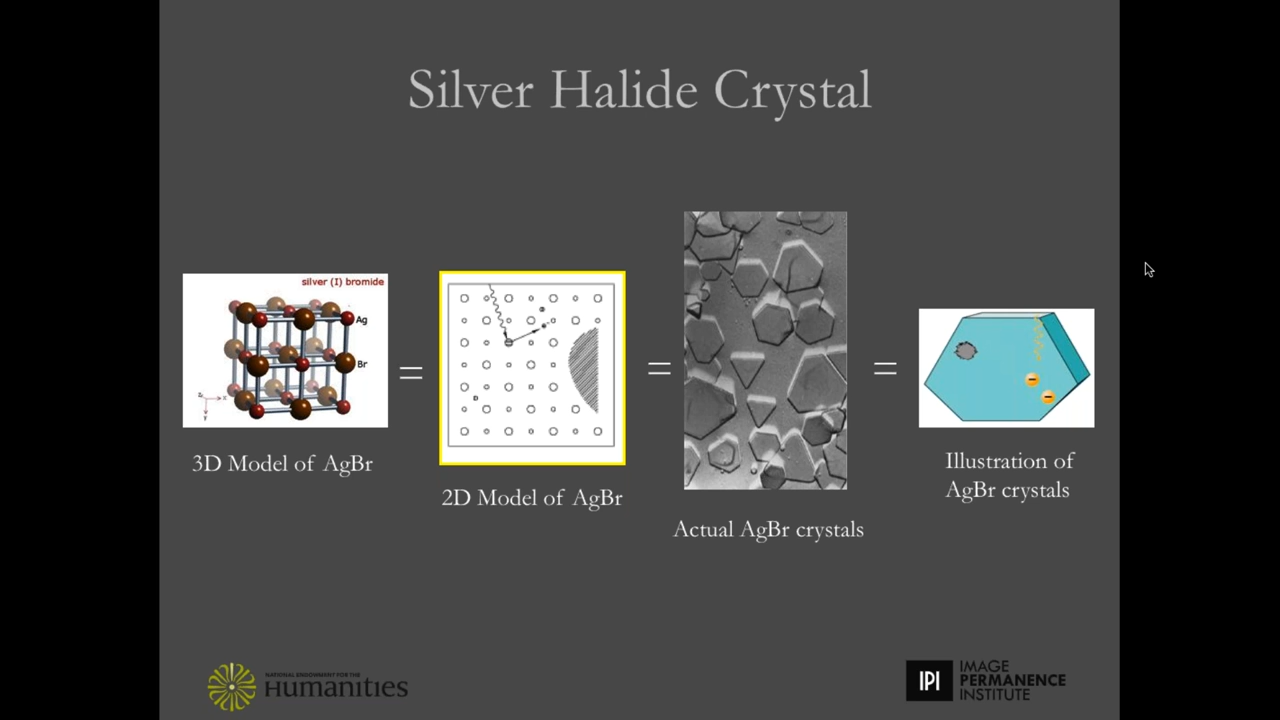 Silver Halide Crystal
silver (I) bromide
Ag
Br
x
y
=
=
=
3D Model of AgBr
2D Model of AgBr
Actual AgBr crystals
Illustration of
AgBr crystals
NATIONAL ENDOWMENT FOR THE
Humanities
IPI
IMAGE
PERMANENCE
INSTITUTE